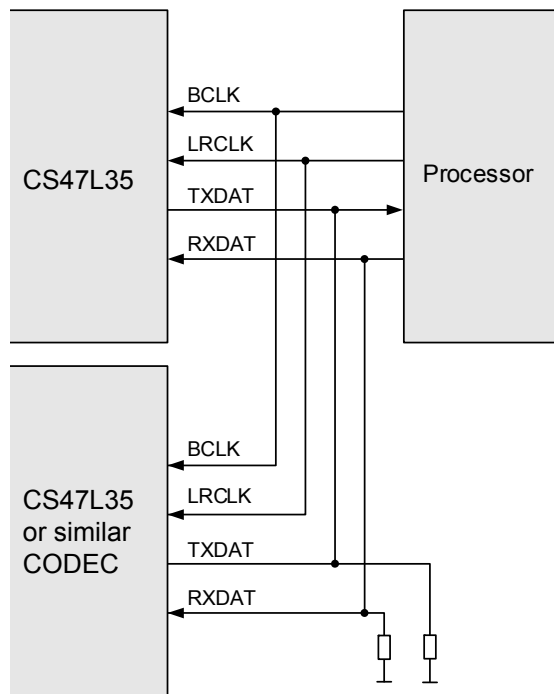 BCLK
LRCLK
CS47L35
Processor
TXDAT
RXDAT
BCLK
LRCLK
CS47L35
or similar
CODEC
TXDAT
RXDAT